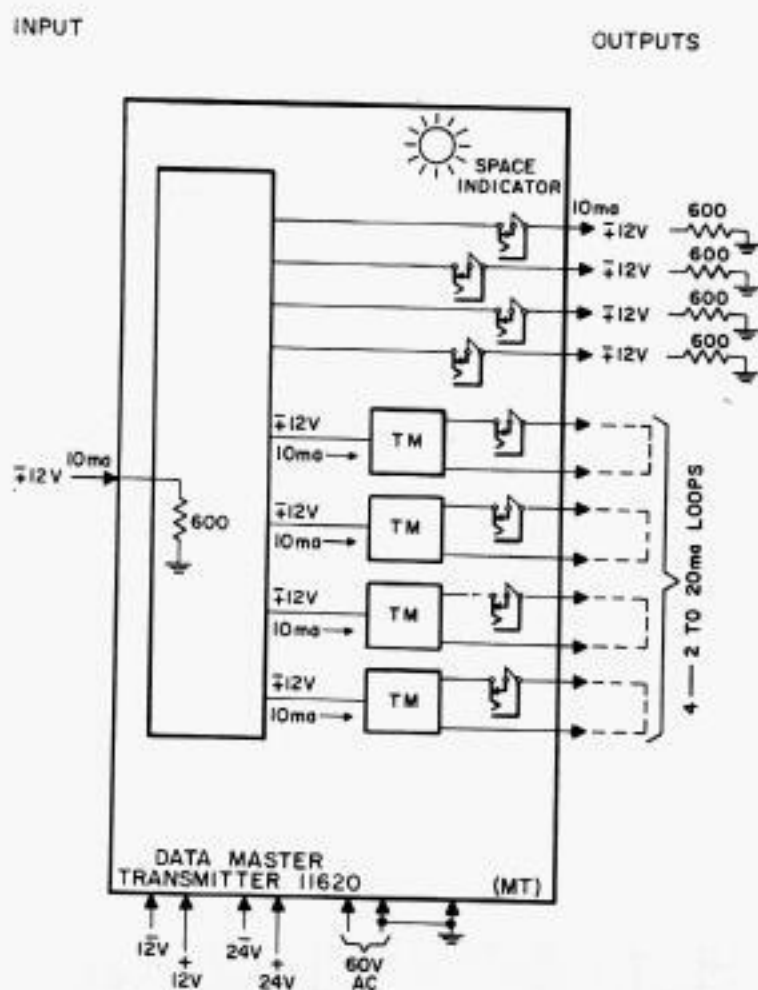 INPUT
OUTPUTS
SPACE
INDICATOR
10ma
∓12V
600
∓12V
600
∓12V
600
∓12V
600
∓12V
10ma
TM
∓12V
10ma
600
∓12V
10ma
TM
∓12V
10ma
TM
∓12V
10ma
TM
4 — 2 TO 20ma LOOPS
DATA MASTER
TRANSMITTER 11620
(MT)
-12V
+12V
-24V
+24V
60V
AC